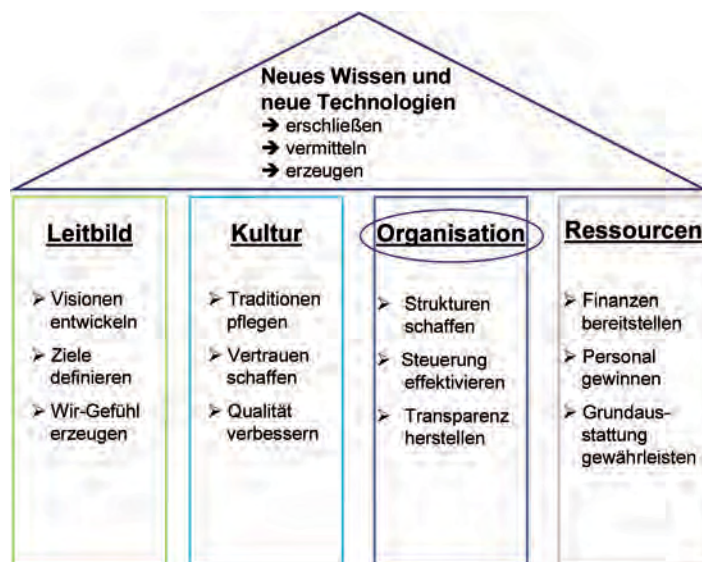 Neues Wissen und
neue Technologien
➔ erschließen
➔ vermitteln
➔ erzeugen
Leitbild
➢ Visionen
entwickeln
➢ Ziele
definieren
➢ Wir-Gefühl
erzeugen
Kultur
➢ Traditionen
pflegen
➢ Vertrauen
schaffen
➢ Qualität
verbessern
Organisation
➢ Strukturen
schaffen
➢ Steuerung
effektivieren
➢ Transparenz
herstellen
Ressourcen
➢ Finanzen
bereitstellen
➢ Personal
gewinnen
➢ Grundaus-
stattung
gewährleisten